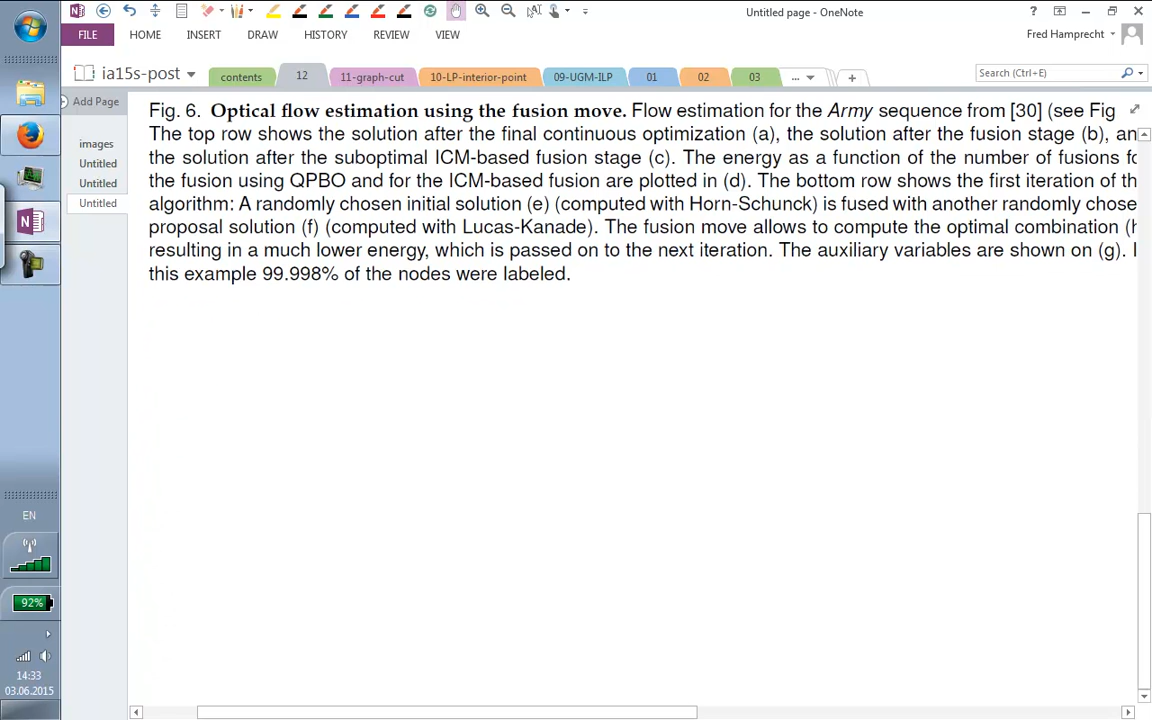 Untitled page - OneNote
?
FILE
HOME
INSERT
DRAW
HISTORY
REVIEW
VIEW
Fred Hamprecht
ia15s-post
contents
12
11-graph-cut
10-LP-interior-point
09-UGM-ILP
01
02
03
...
+
Search (Ctrl+E)
Add Page
images
Untitled
Untitled
Untitled
Fig. 6. Optical flow estimation using the fusion move. Flow estimation for the Army sequence from [30] (see Fig
The top row shows the solution after the final continuous optimization (a), the solution after the fusion stage (b), an
the solution after the suboptimal ICM-based fusion stage (c). The energy as a function of the number of fusions fo
the fusion using QPBO and for the ICM-based fusion are plotted in (d). The bottom row shows the first iteration of th
algorithm: A randomly chosen initial solution (e) (computed with Horn-Schunck) is fused with another randomly chose
proposal solution (f) (computed with Lucas-Kanade). The fusion move allows to compute the optimal combination (h
resulting in a much lower energy, which is passed on to the next iteration. The auxiliary variables are shown on (g). I
this example 99.998% of the nodes were labeled.
EN
92%
14:33
03.06.2015